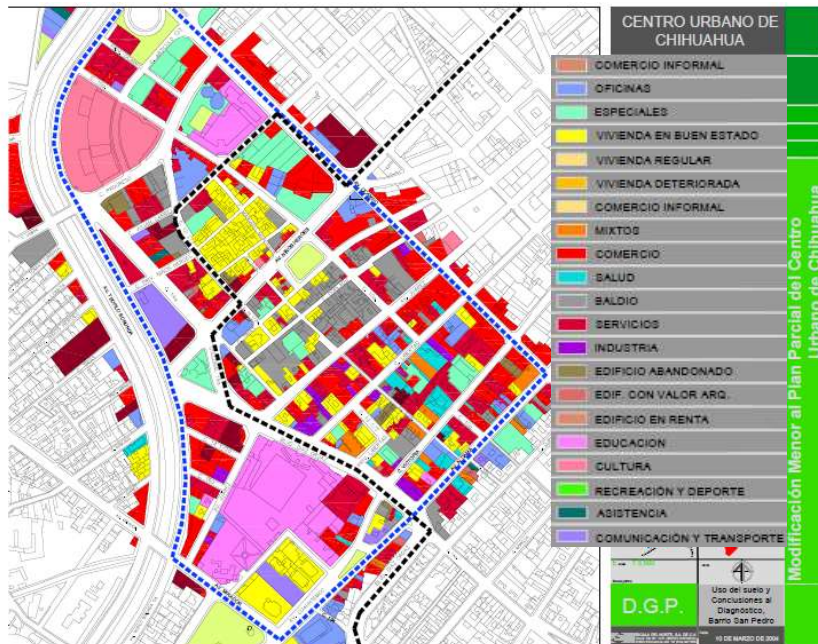 CENTRO URBANO DE
CHIHUAHUA
COMERCIO INFORMAL
OFICINAS
ESPECIALES
VIVIENDA EN BUEN ESTADO
VIVIENDA REGULAR
VIVIENDA DETERIORADA
COMERCIO INFORMAL
MIXTOS
COMERCIO
SALUD
BALDIO
SERVICIOS
INDUSTRIA
EDIFICIO ABANDONADO
EDIF. CON VALOR ARQ.
EDIFICIO EN RENTA
EDUCACION
CULTURA
RECREACIÓN Y DEPORTE
ASISTENCIA
COMUNICACIÓN Y TRANSPORTE
Modificación Menor al Plan Parcial del Centro
Urbano de Chihuahua
D.G.P.
Uso del suelo y
Conclusiones al
Diagnóstico,
Barrio San Pedro
10 DE MARZO DE 2004